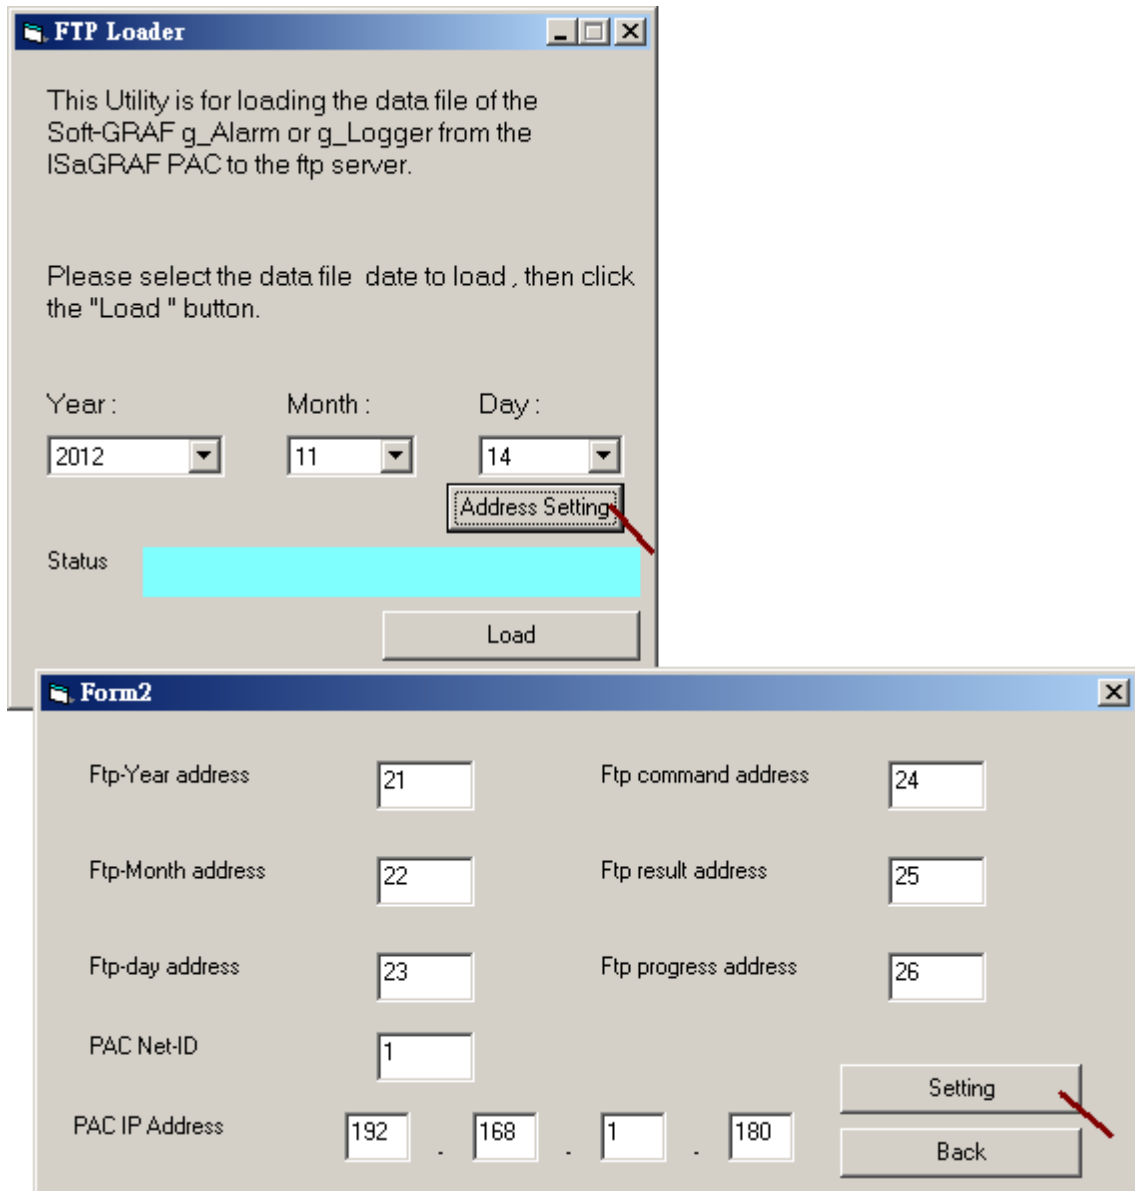 FTP Loader
This Utility is for loading the data file of the
Soft-GRAF g_Alarm or g_Logger from the
ISaGRAF PAC to the ftp server.
Please select the data file  date to load , then click
the "Load " button.
Year :
Month :
Day :
2012
11
14
Address Setting
Status
Load
Form2
Ftp-Year address
21
Ftp command address
24
Ftp-Month address
22
Ftp result address
25
Ftp-day address
23
Ftp progress address
26
PAC Net-ID
1
Setting
PAC IP Address
192 . 168 . 1 . 180
Back